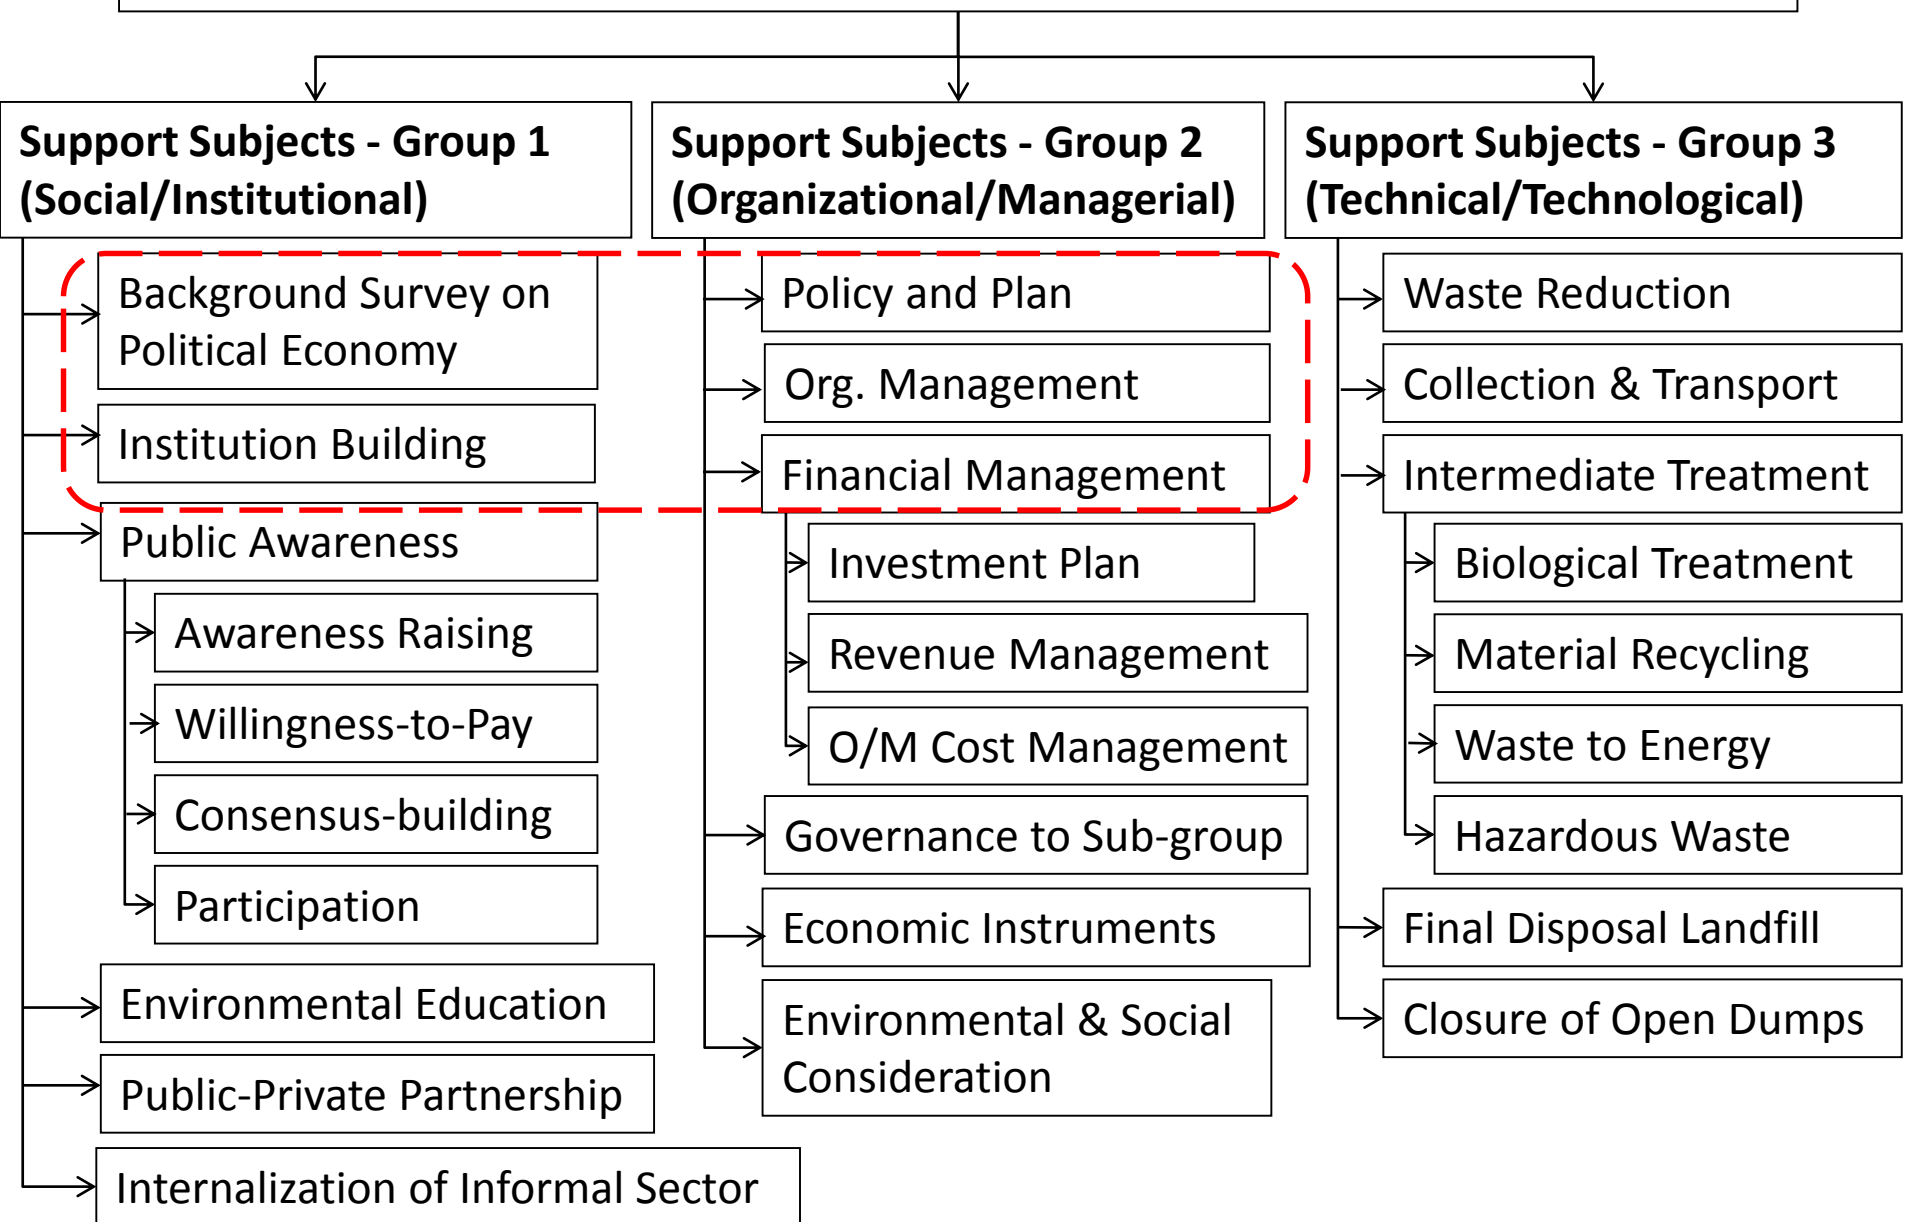 Support Subjects - Group 1
(Social/Institutional)
Background Survey on
Political Economy
Institution Building
Public Awareness
Awareness Raising
Willingness-to-Pay
Consensus-building
Participation
Environmental Education
Public-Private Partnership
Internalization of Informal Sector
Support Subjects - Group 2
(Organizational/Managerial)
Policy and Plan
Org. Management
Financial Management
Investment Plan
Revenue Management
O/M Cost Management
Governance to Sub-group
Economic Instruments
Environmental & Social
Consideration
Support Subjects - Group 3
(Technical/Technological)
Waste Reduction
Collection & Transport
Intermediate Treatment
Biological Treatment
Material Recycling
Waste to Energy
Hazardous Waste
Final Disposal Landfill
Closure of Open Dumps